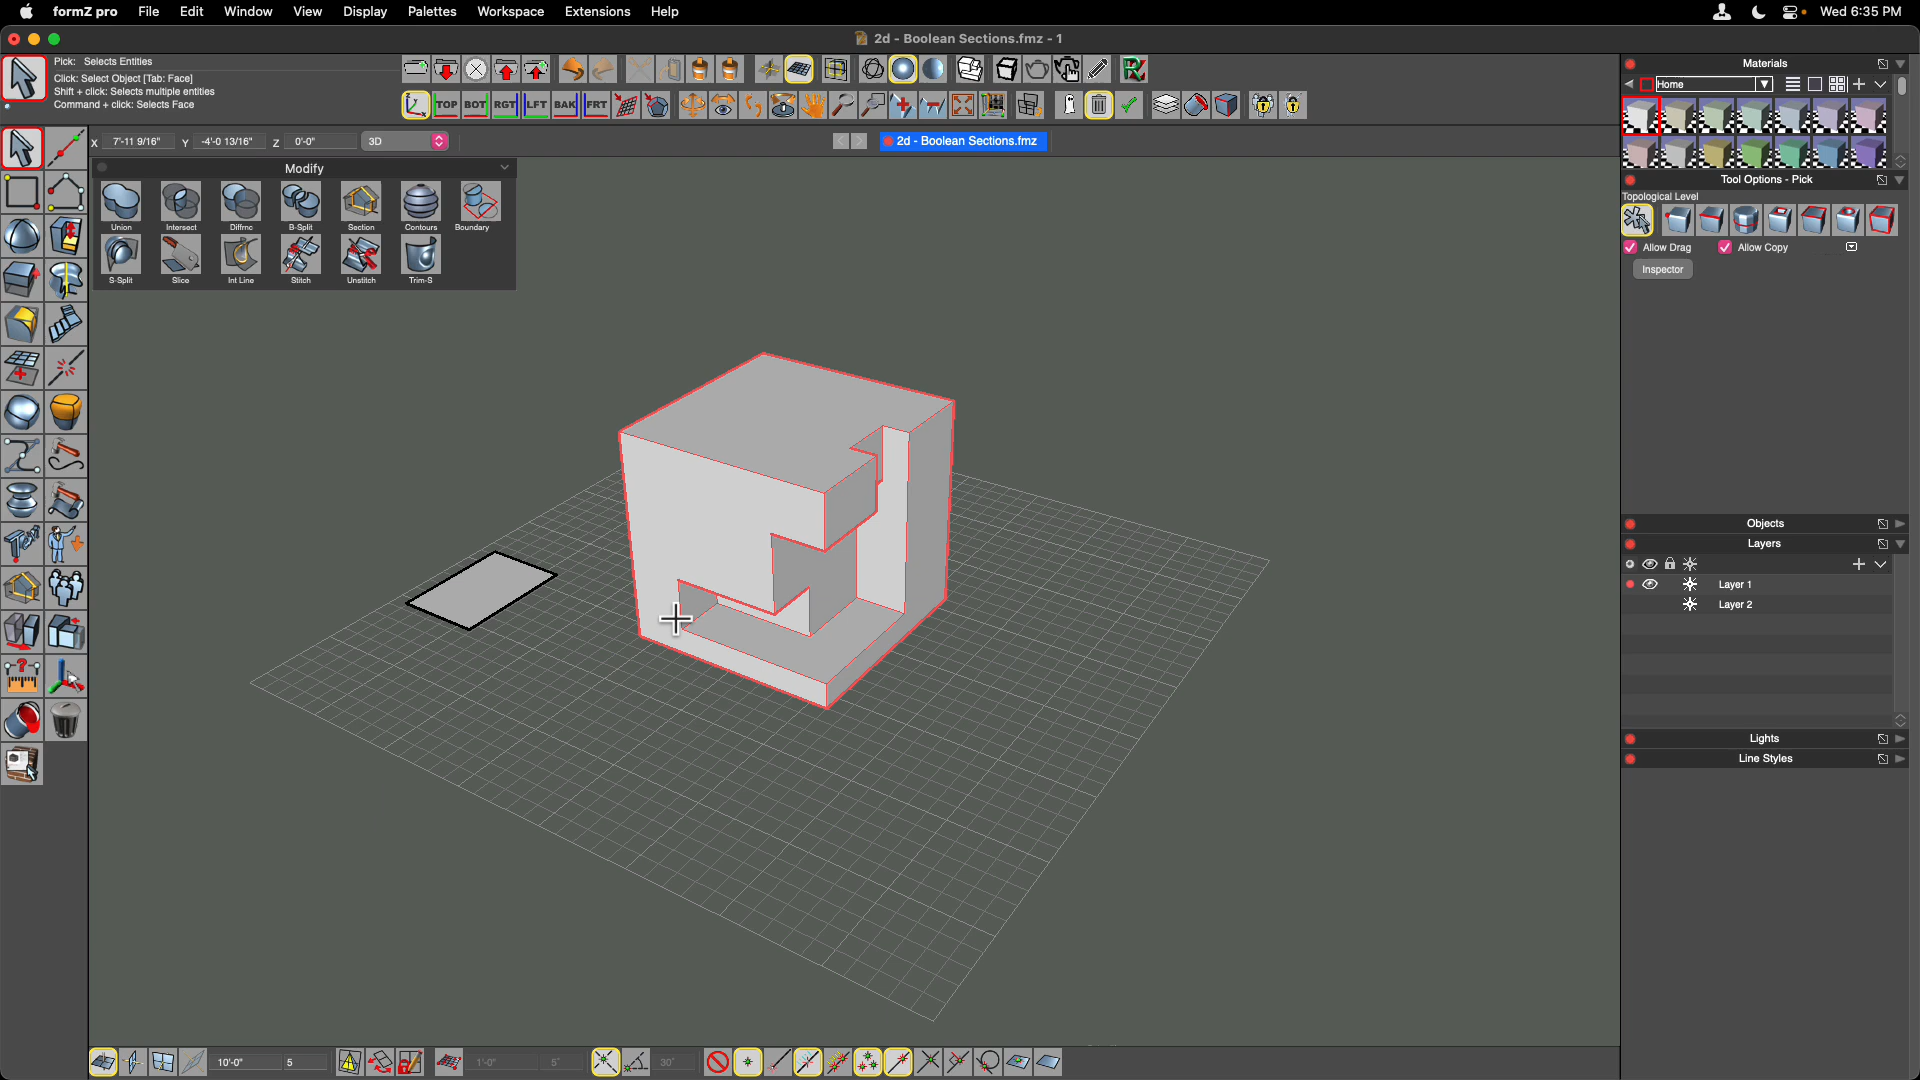 formZ pro File Edit Window View Display Palettes Workspace Extensions Help Wed 6:35 PM
2d - Boolean Sections.fmz - 1
Pick: Selects Entities
Click: Select Object [Tab: Face]
Shift + click: Selects multiple entities
Command + click: Selects Face
TOP BOT RGT LFT BAK FRT
X 7'-11 9/16" Y -4'-0 13/16" Z 0'-0" 3D
2d - Boolean Sections.fmz
Modify
Union Intersect Diffrnc B-Split Section Contours Boundary
S-Split Slice Int Line Stitch Unstitch Trim-S
Materials
Home
Tool Options - Pick
Topological Level
Allow Drag Allow Copy
Inspector
Objects
Layers
Layer 1
Layer 2
Lights
Line Styles
10'-0" 5 1'-0" 5° 30°